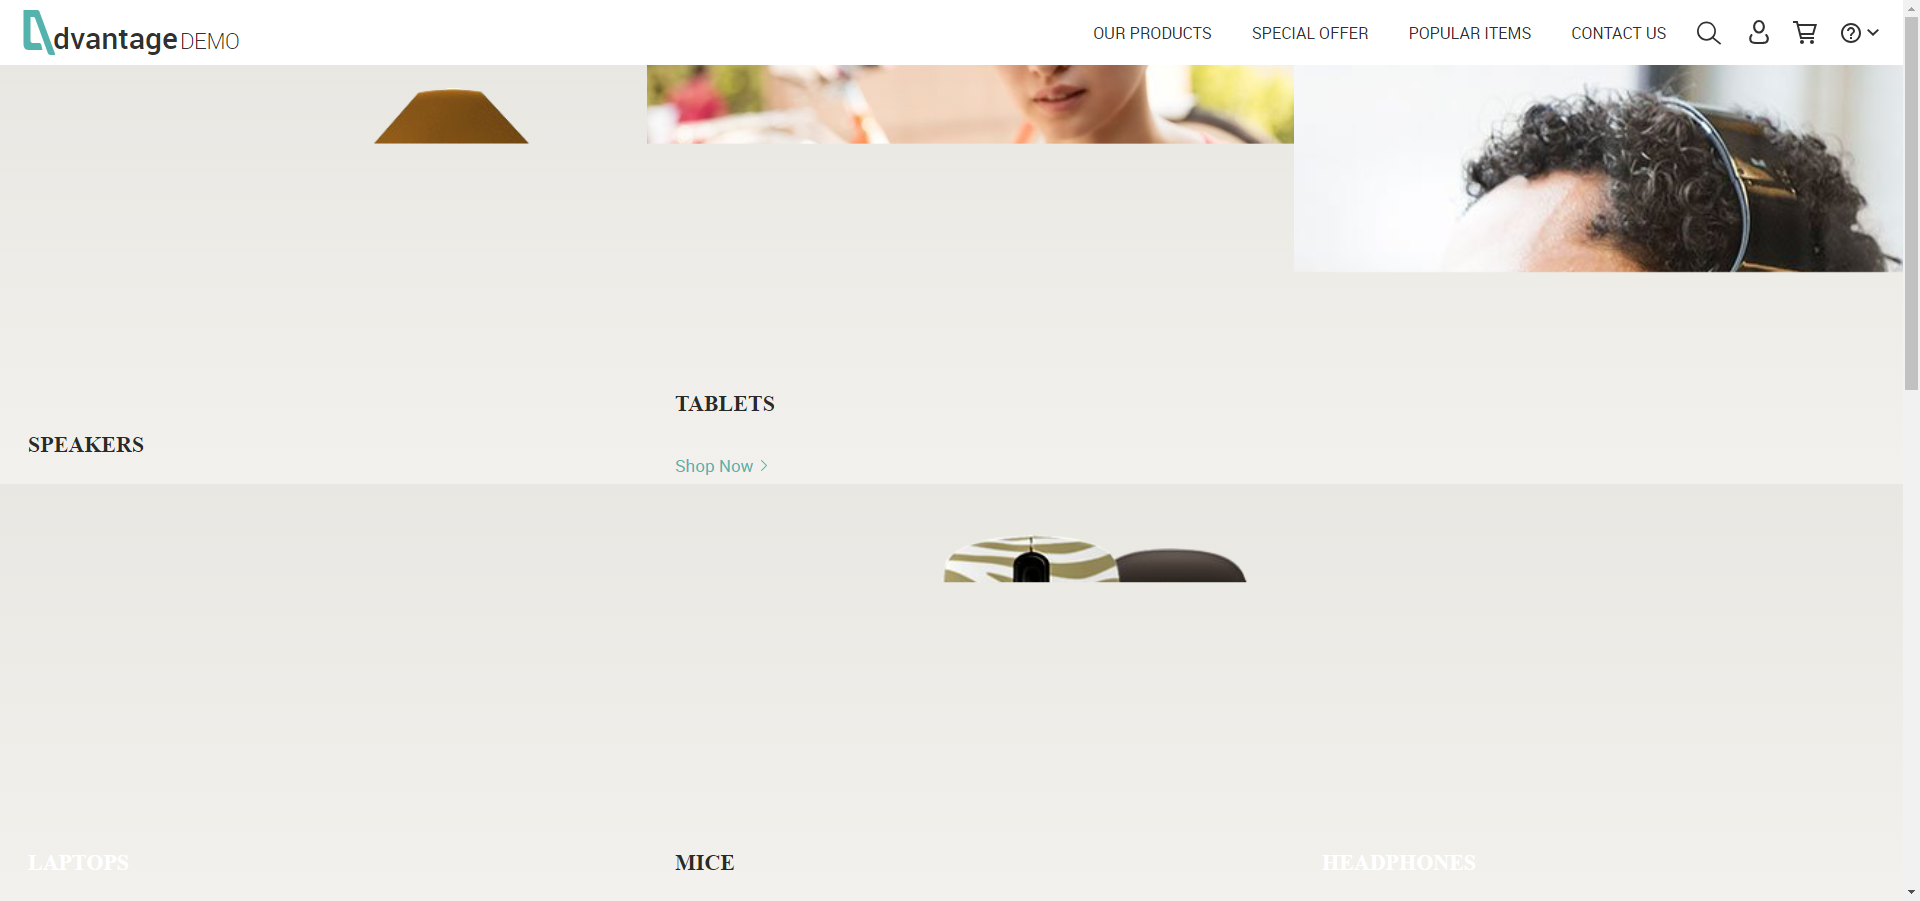 dvantage DEMO
OUR PRODUCTS
SPECIAL OFFER
POPULAR ITEMS
CONTACT US
TABLETS
SPEAKERS
Shop Now
LAPTOPS
MICE
HEADPHONES